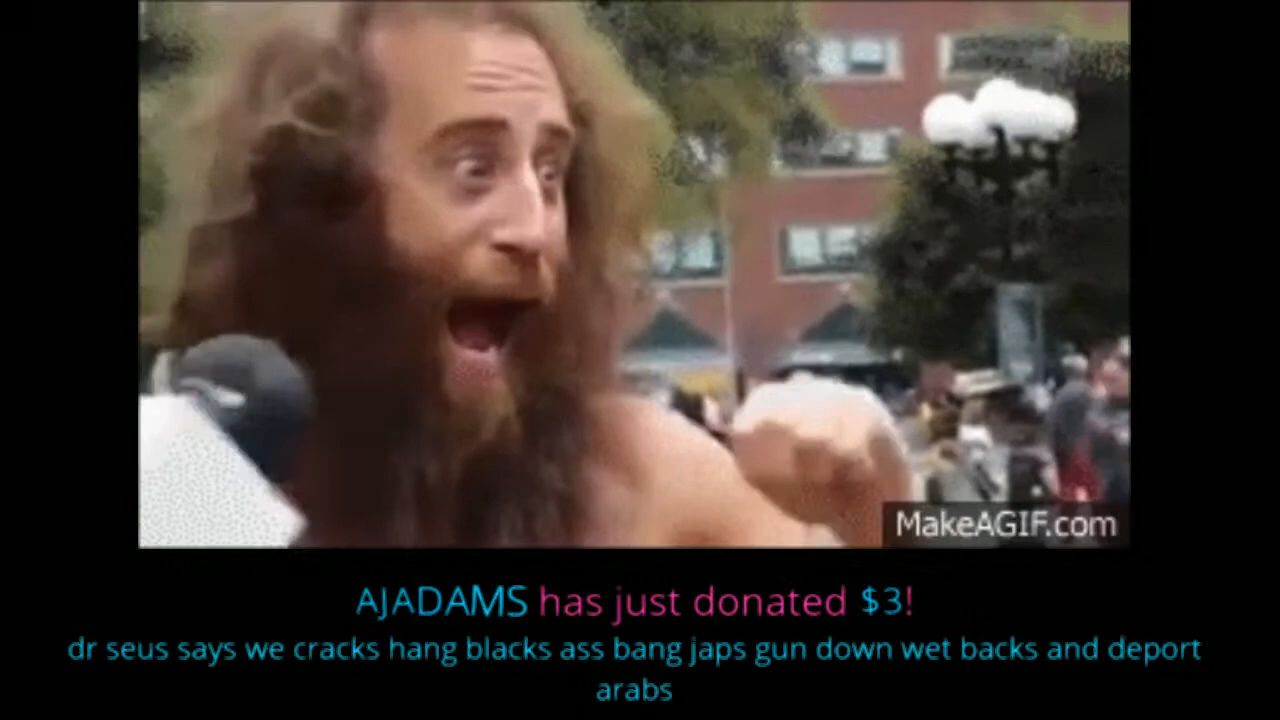 MakeAGIF.com
AJADAMS has just donated $3!
dr seus says we cracks hang blacks ass bang japs gun down wet backs and deport
arabs